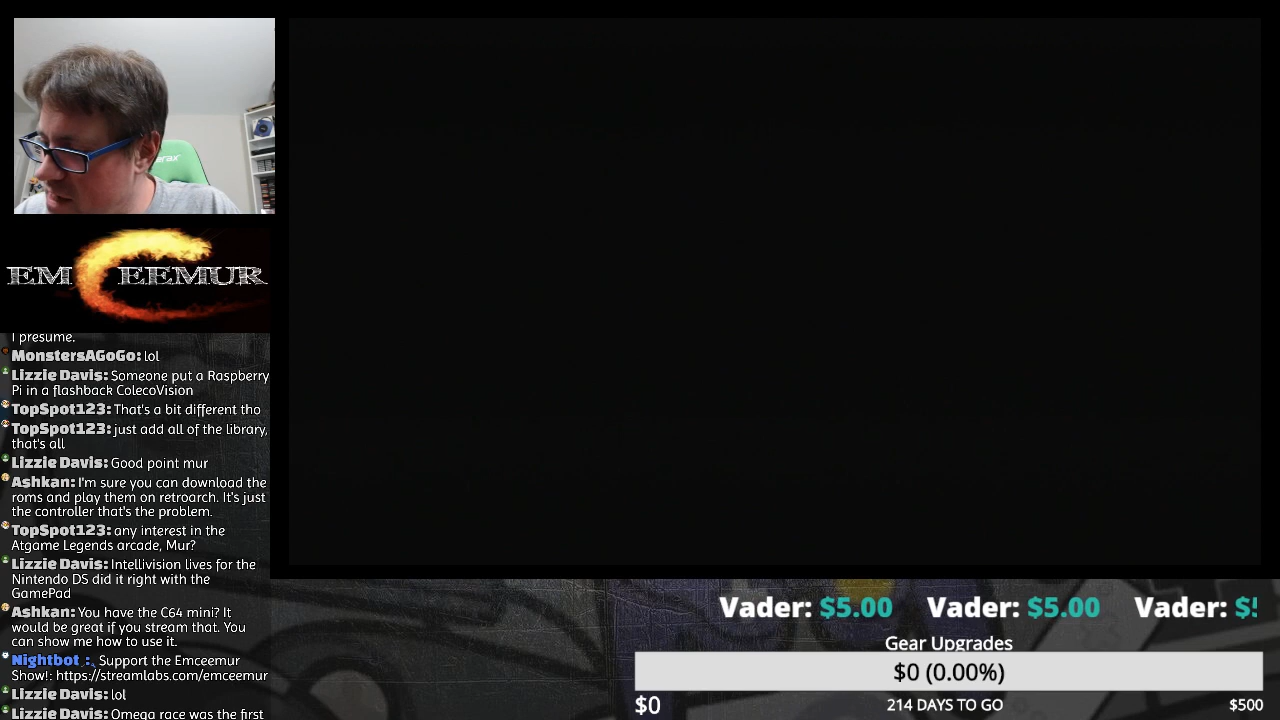 erax
EM EEMUR
I presume.
MonstersAGoGo: lol
Lizzie Davis: Someone put a Raspberry
Pi in a flashback ColecoVision
TopSpot123: That's a bit different tho
TopSpot123: just add all of the library,
that's all
Lizzie Davis: Good point mur
Ashkan: I'm sure you can download the
roms and play them on retroarch. It's just
the controller that's the problem.
TopSpot123: any interest in the
Atgame Legends arcade, Mur?
Lizzie Davis: Intellivision lives for the
Nintendo DS did it right with the
GamePad
Ashkan: You have the C64 mini? It
would be great if you stream that. You
can show me how to use it.
Nightbot : Support the Emceemur
Show!: https://streamlabs.com/emceemur
Lizzie Davis: lol
Lizzie Davis: Omega race was the first
Vader: $5.00 Vader: $5.00 Vader: $5
Gear Upgrades
$0 (0.00%)
$0 214 DAYS TO GO $500